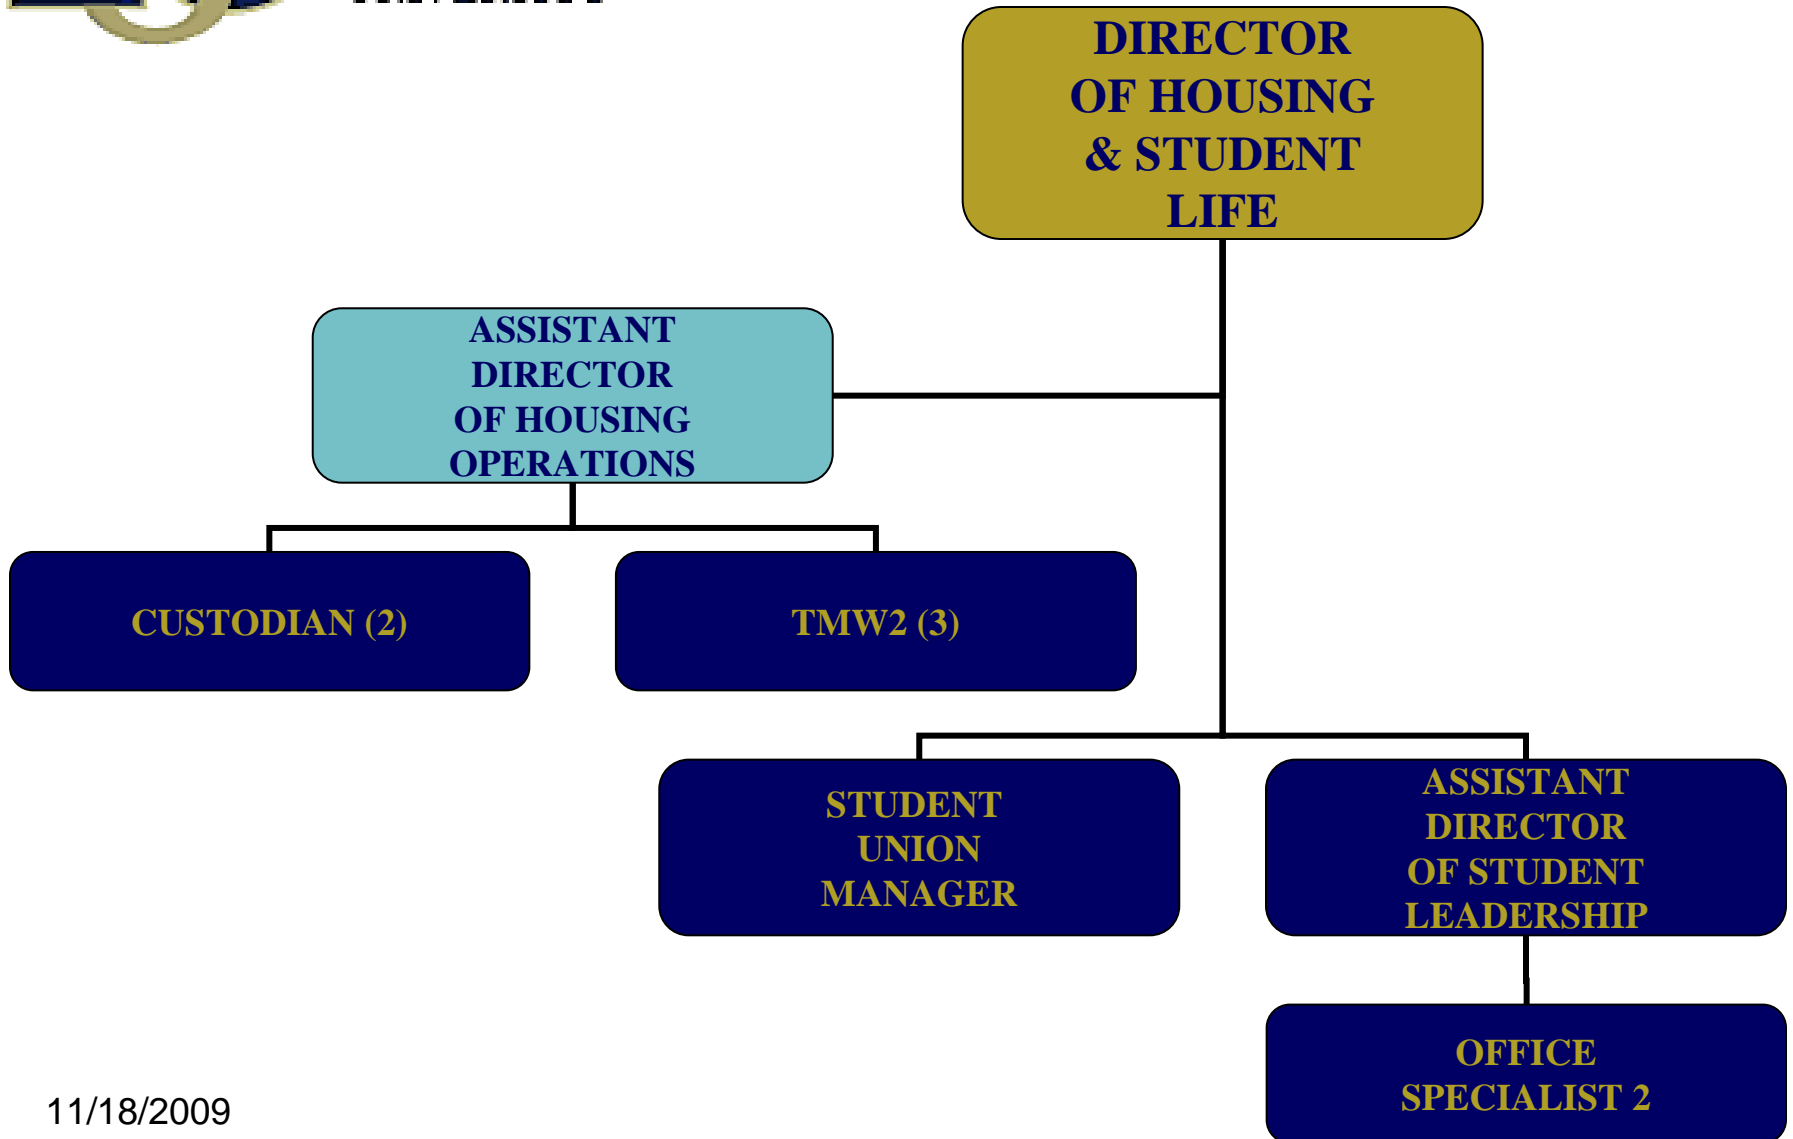 DIRECTOR
OF HOUSING
& STUDENT
LIFE
ASSISTANT
DIRECTOR
OF HOUSING
OPERATIONS
CUSTODIAN (2)
TMW2 (3)
STUDENT
UNION
MANAGER
ASSISTANT
DIRECTOR
OF STUDENT
LEADERSHIP
OFFICE
SPECIALIST 2
11/18/2009